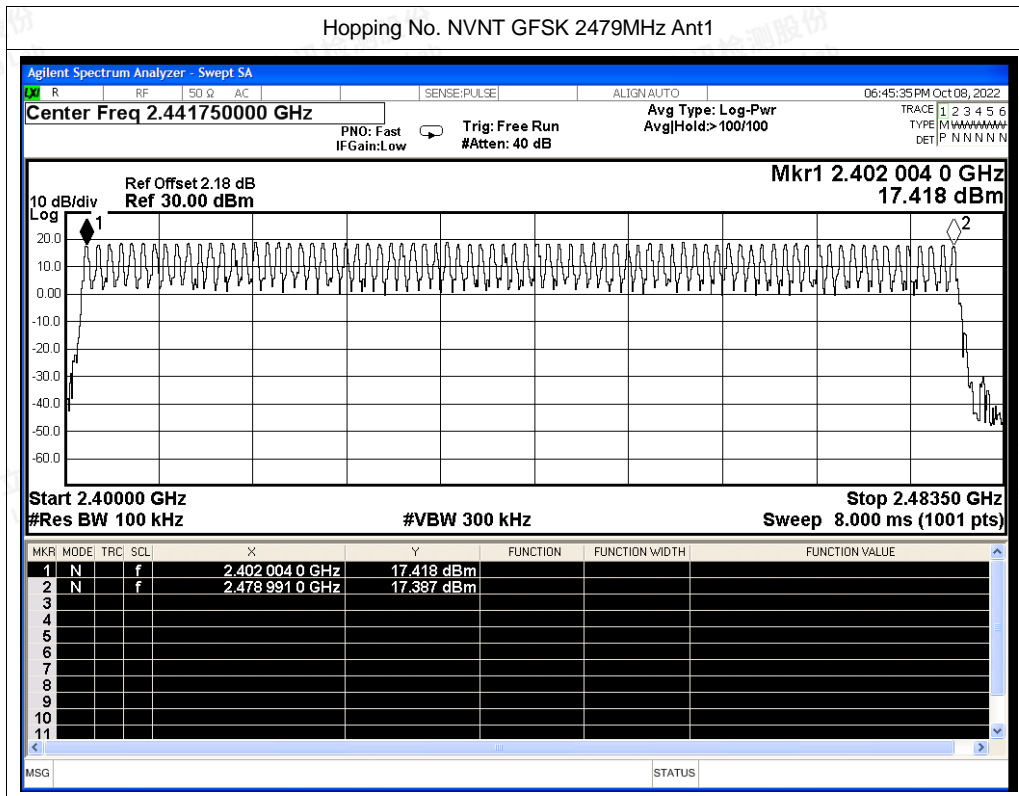 Hopping No. NVNT GFSK 2479MHz Ant1
Agilent Spectrum Analyzer - Swept SA
LXI R RF 50 Ω AC SENSE:PULSE ALIGN AUTO 06:45:35 PM Oct 08, 2022
Center Freq 2.441750000 GHz
PNO: Fast
IFGain:Low
Trig: Free Run
#Atten: 40 dB
Avg Type: Log-Pwr
Avg|Hold:>100/100
TRACE 1 2 3 4 5 6
TYPE M WWWWW
DET P N N N N N
Mkr1 2.402 004 0 GHz
17.418 dBm
Ref Offset 2.18 dB
10 dB/div Ref 30.00 dBm
Log
1
2
20.0
10.0
0.00
-10.0
-20.0
-30.0
-40.0
-50.0
-60.0
Start 2.40000 GHz Stop 2.48350 GHz
#Res BW 100 kHz #VBW 300 kHz Sweep 8.000 ms (1001 pts)
MKR MODE TRC SCL X Y FUNCTION FUNCTION WIDTH FUNCTION VALUE
1 N f 2.402 004 0 GHz 17.418 dBm
2 N f 2.478 991 0 GHz 17.387 dBm
3
4
5
6
7
8
9
10
11
MSG STATUS